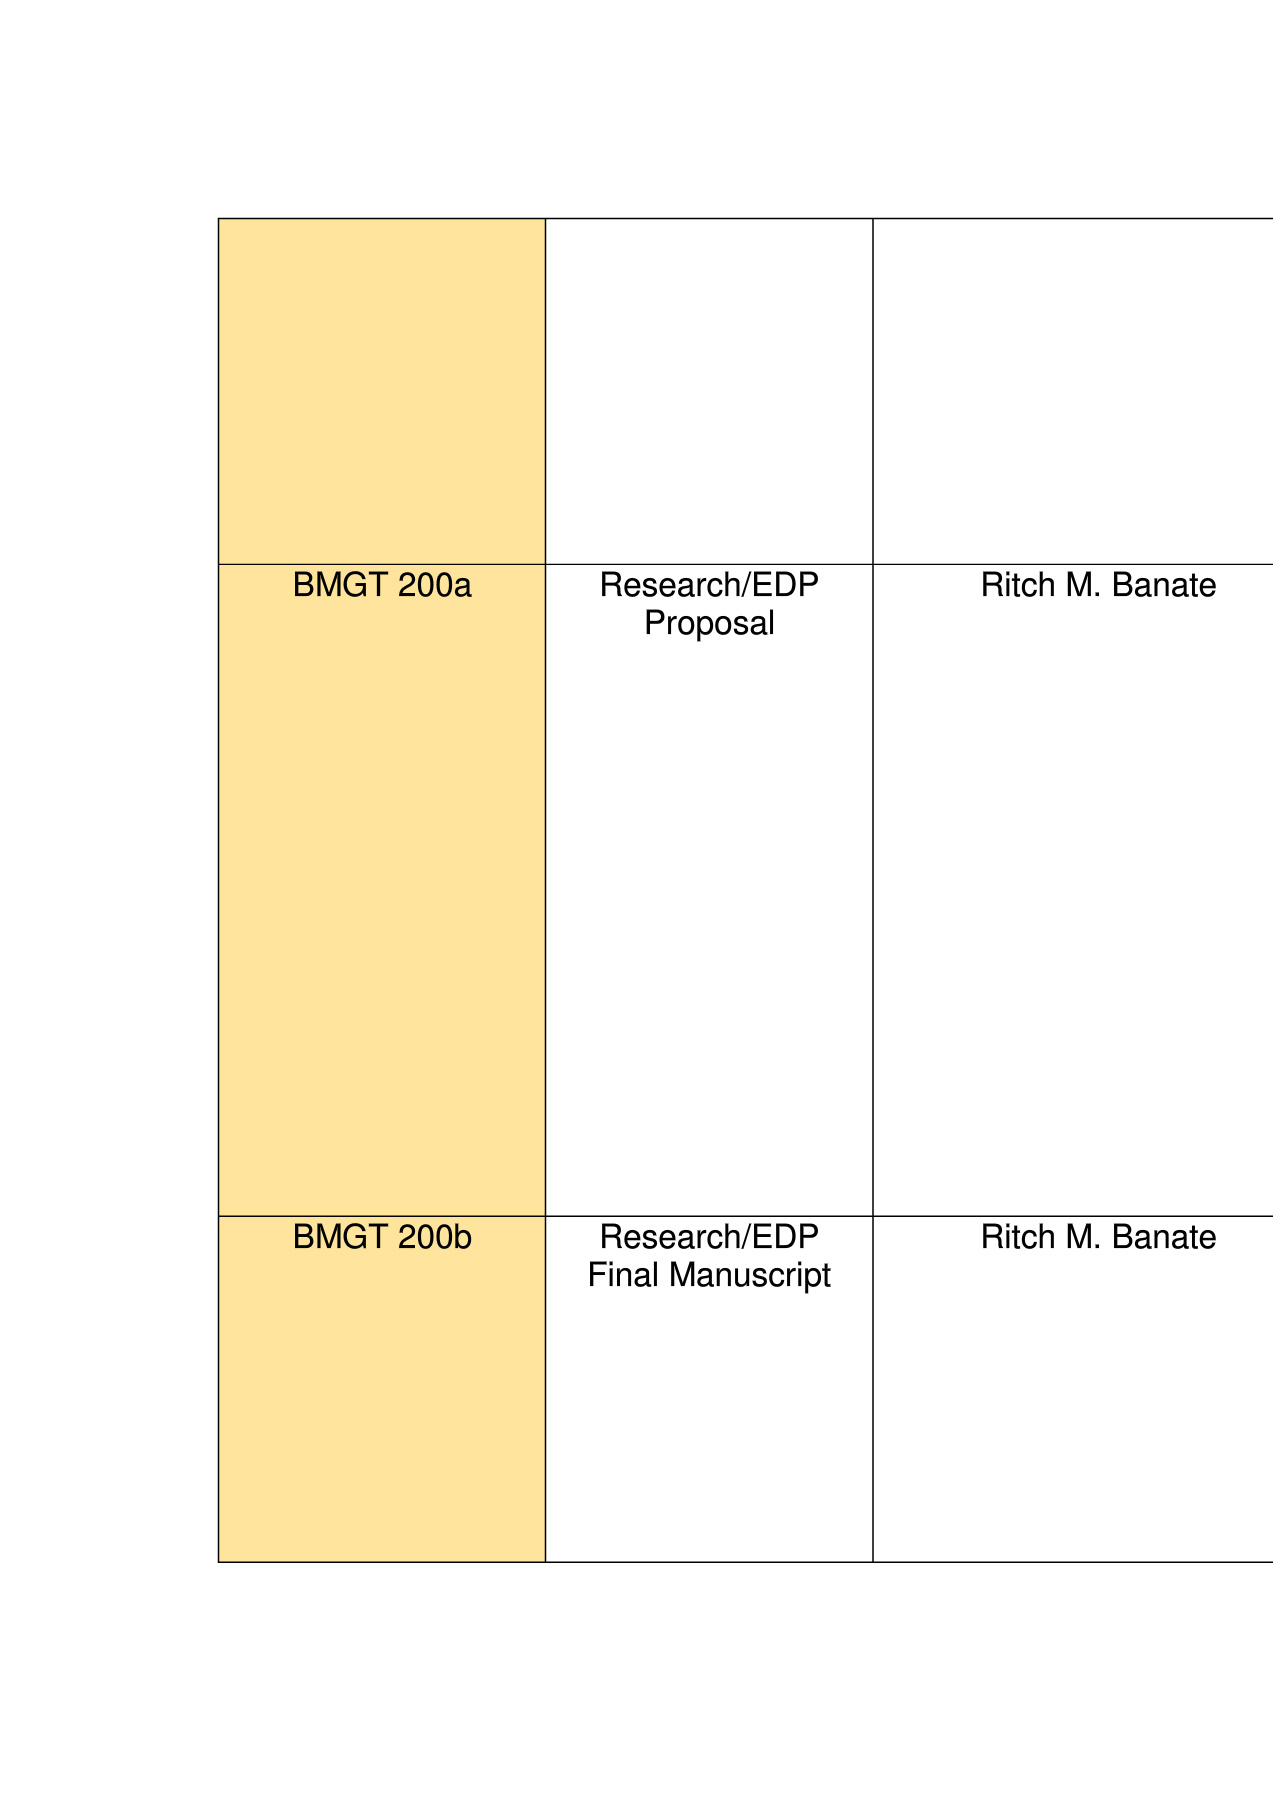 BMGT 200a
Research/EDP
Proposal
Ritch M. Banate
BMGT 200b
Research/EDP
Final Manuscript
Ritch M. Banate